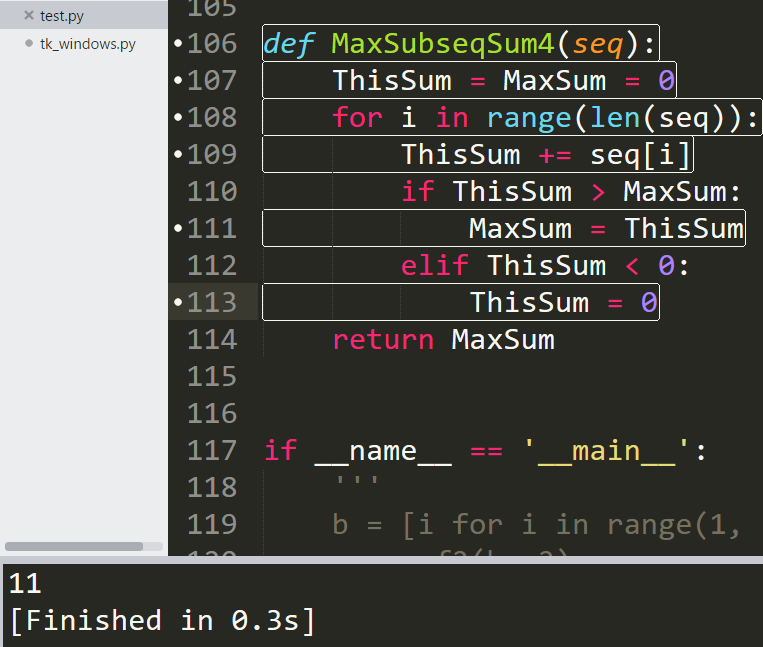 test.py
tk_windows.py
105
106 def MaxSubseqSum4(seq):
107 ThisSum = MaxSum = 0
108 for i in range(len(seq)):
109 ThisSum += seq[i]
110 if ThisSum > MaxSum:
111 MaxSum = ThisSum
112 elif ThisSum < 0:
113 ThisSum = 0
114 return MaxSum
115
116
117 if __name__ == '__main__':
118 '''
119 b = [i for i in range(1,
11
[Finished in 0.3s]